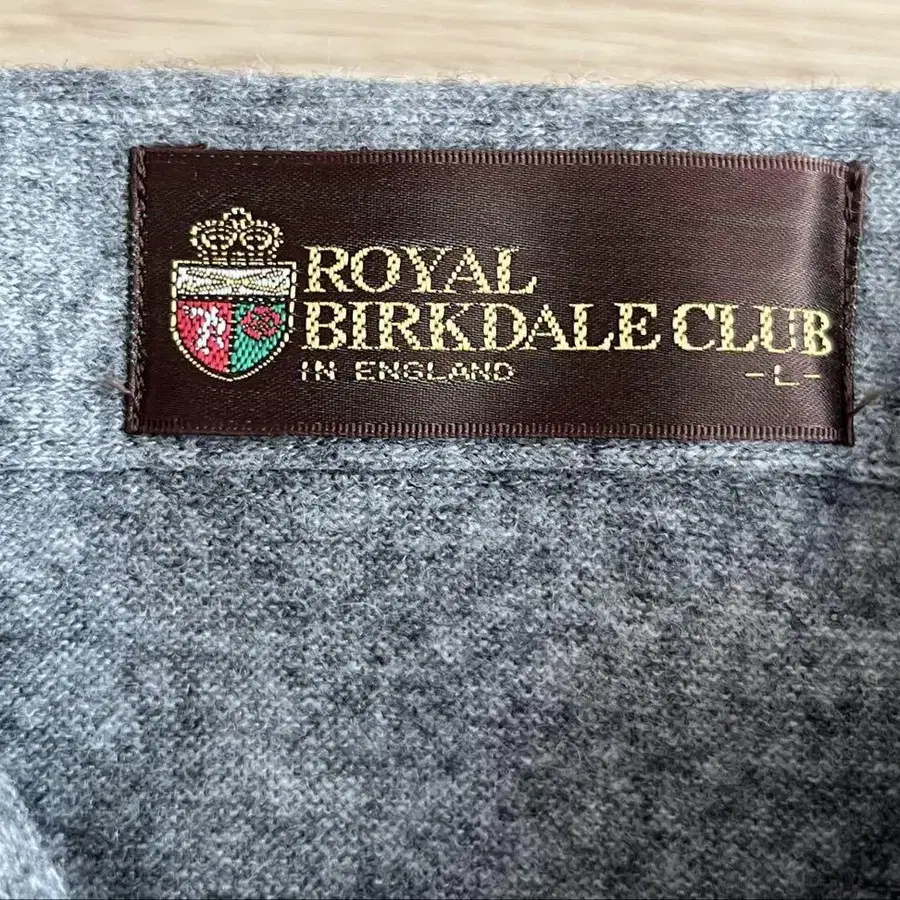 ROYAL
BIRKDALE CLUB
IN ENGLAND
-L-